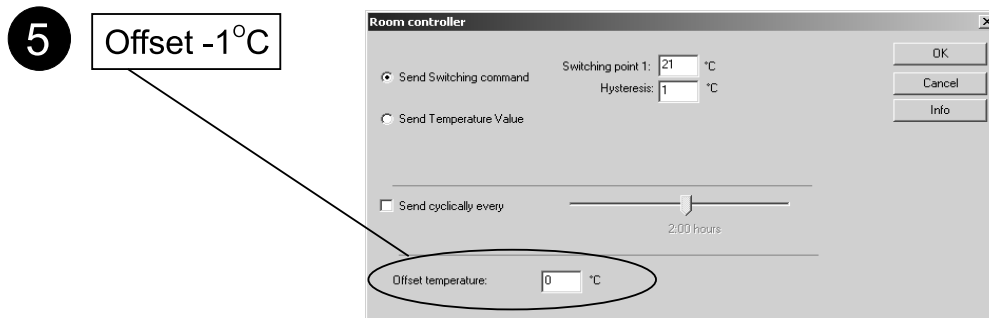 5
Offset -1°C
Room controller
Send Switching command
Switching point 1: 21 °C
Hysteresis: 1 °C
Send Temperature Value
OK
Cancel
Info
Send cyclically every
2:00 hours
Offset temperature: 0 °C